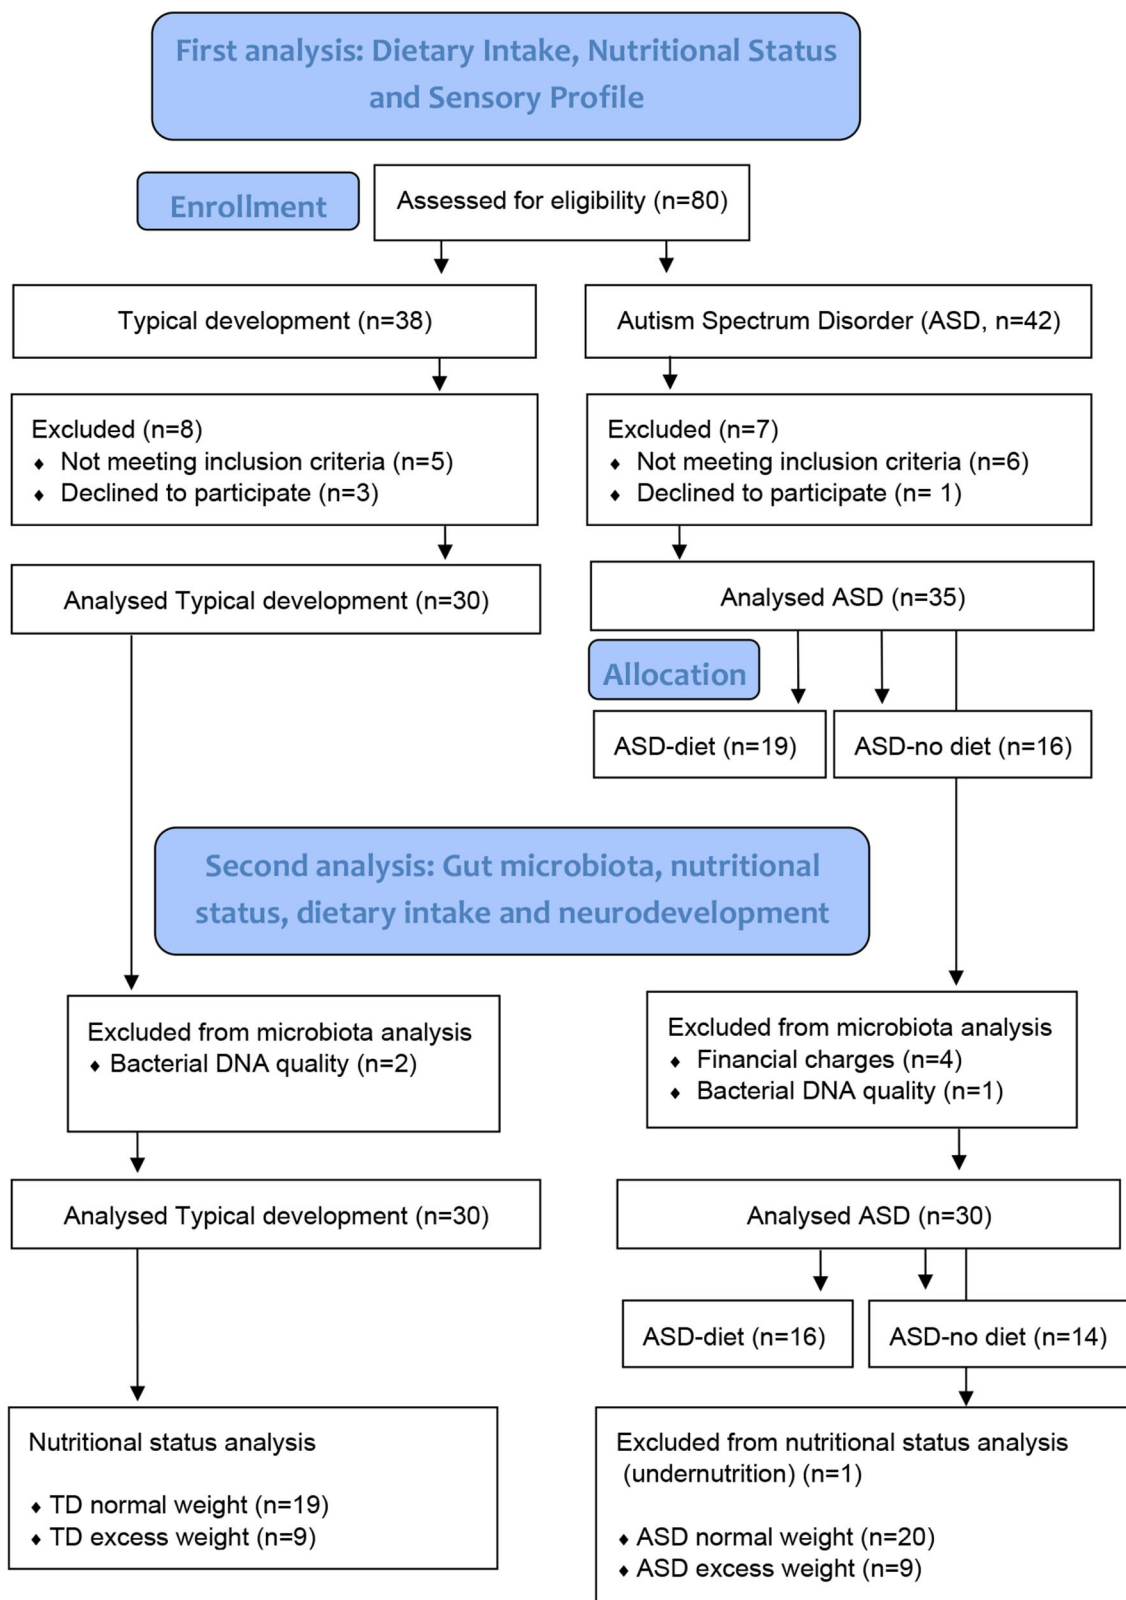 First analysis: Dietary Intake, Nutritional Status
and Sensory Profile
Enrollment
Assessed for eligibility (n=80)
Typical development (n=38)
Autism Spectrum Disorder (ASD, n=42)
Excluded (n=8)
♦ Not meeting inclusion criteria (n=5)
♦ Declined to participate (n=3)
Excluded (n=7)
♦ Not meeting inclusion criteria (n=6)
♦ Declined to participate (n= 1)
Analysed Typical development (n=30)
Analysed ASD (n=35)
Allocation
ASD-diet (n=19)
ASD-no diet (n=16)
Second analysis: Gut microbiota, nutritional
status, dietary intake and neurodevelopment
Excluded from microbiota analysis
♦ Bacterial DNA quality (n=2)
Excluded from microbiota analysis
♦ Financial charges (n=4)
♦ Bacterial DNA quality (n=1)
Analysed Typical development (n=30)
Analysed ASD (n=30)
ASD-diet (n=16)
ASD-no diet (n=14)
Nutritional status analysis
♦ TD normal weight (n=19)
♦ TD excess weight (n=9)
Excluded from nutritional status analysis
(undernutrition) (n=1)
♦ ASD normal weight (n=20)
♦ ASD excess weight (n=9)